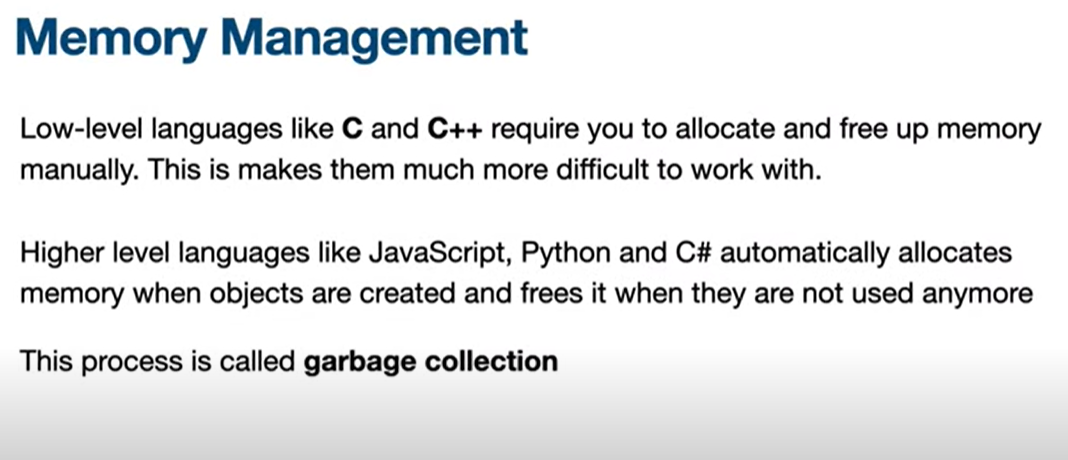 Memory Management
Low-level languages like C and C++ require you to allocate and free up memory
manually. This is makes them much more difficult to work with.
Higher level languages like JavaScript, Python and C# automatically allocates
memory when objects are created and frees it when they are not used anymore
This process is called garbage collection